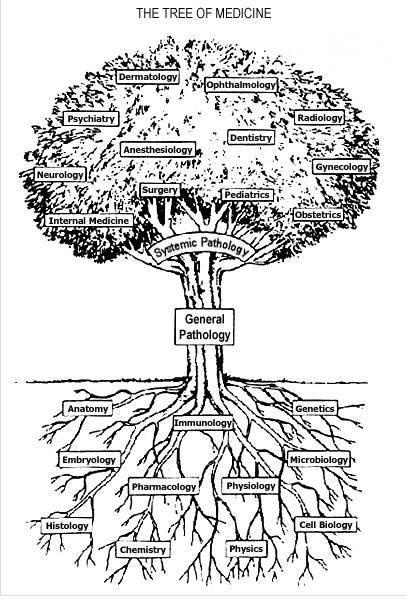 THE TREE OF MEDICINE
Dermatology
Ophthalmology
Psychiatry
Radiology
Dentistry
Anesthesiology
Gynecology
Neurology
Surgery
Pediatrics
Internal Medicine
Obstetrics
Systemic Pathology
General
Pathology
Anatomy
Genetics
Immunology
Embryology
Microbiology
Pharmacology
Physiology
Histology
Cell Biology
Chemistry
Physics